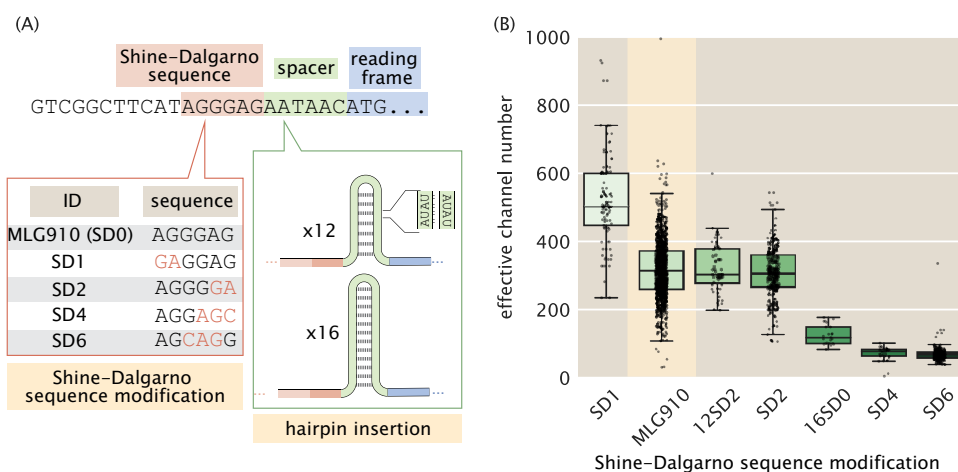 (A)
Shine-Dalgarno
sequence
spacer
reading
frame
GTCGGCTTCATAGGGAGAATAACATG...
ID
sequence
MLG910 (SD0) AGGGAG
SD1 GAGGAG
SD2 AGGGGA
SD4 AGGAGC
SD6 AGCAGG
Shine-Dalgarno
sequence modification
x12
AUAU
AUAU
x16
hairpin insertion
(B)
effective channel number
1000
800
600
400
200
0
SD1
MLG910
12SD2
SD2
16SD0
SD4
SD6
Shine-Dalgarno sequence modification